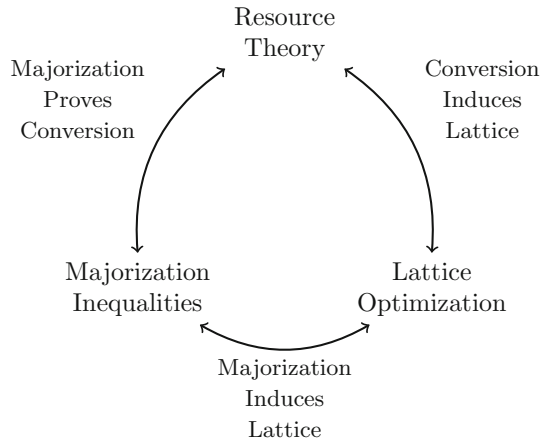 Resource
Theory
Majorization
Proves
Conversion
Conversion
Induces
Lattice
Majorization
Inequalities
Lattice
Optimization
Majorization
Induces
Lattice